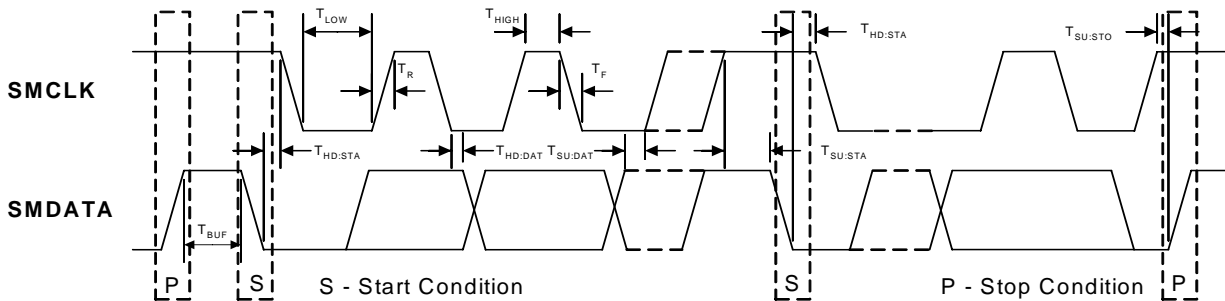 T_LOW T_HIGH T_HD:STA T_SU:STO
SMCLK T_R T_F
T_HD:STA T_HD:DAT T_SU:DAT T_SU:STA
SMDATA
T_BUF
P S S - Start Condition S P - Stop Condition P